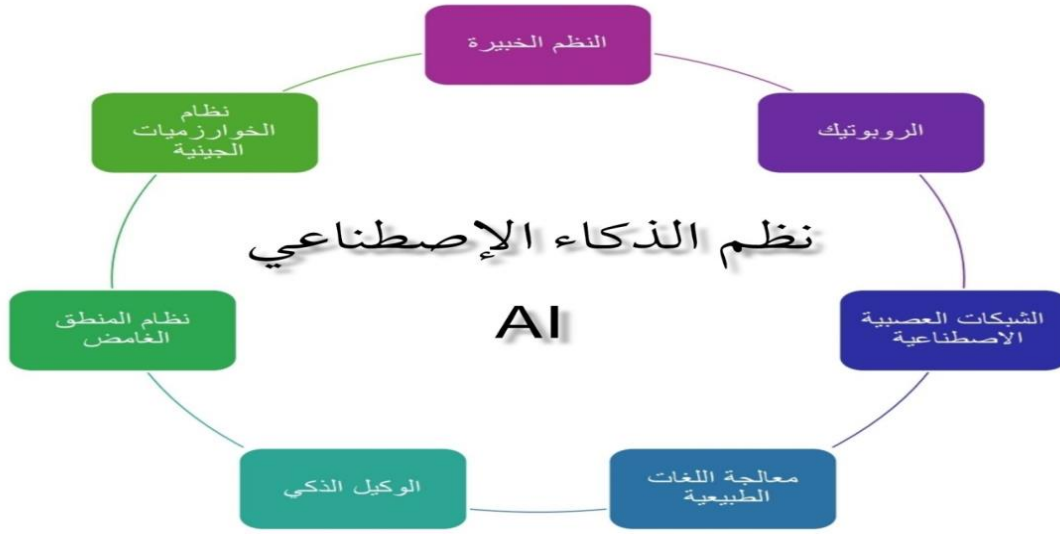 النظم الخبيرة
الروبوتيك
الشبكات العصبية
الاصطناعية
معالجة اللغات
الطبيعية
الوكيل الذكي
نظام المنطق
الغامض
نظام
الخوارزميات
الجينية
نظم الذكاء الإصطناعي
AI